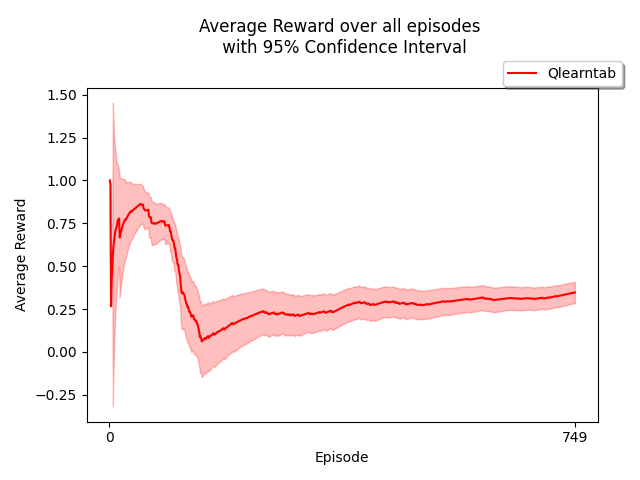 Average Reward over all episodes
with 95% Confidence Interval
Qlearntab
1.50
1.25
1.00
0.75
0.50
0.25
0.00
−0.25
Average Reward
0
749
Episode